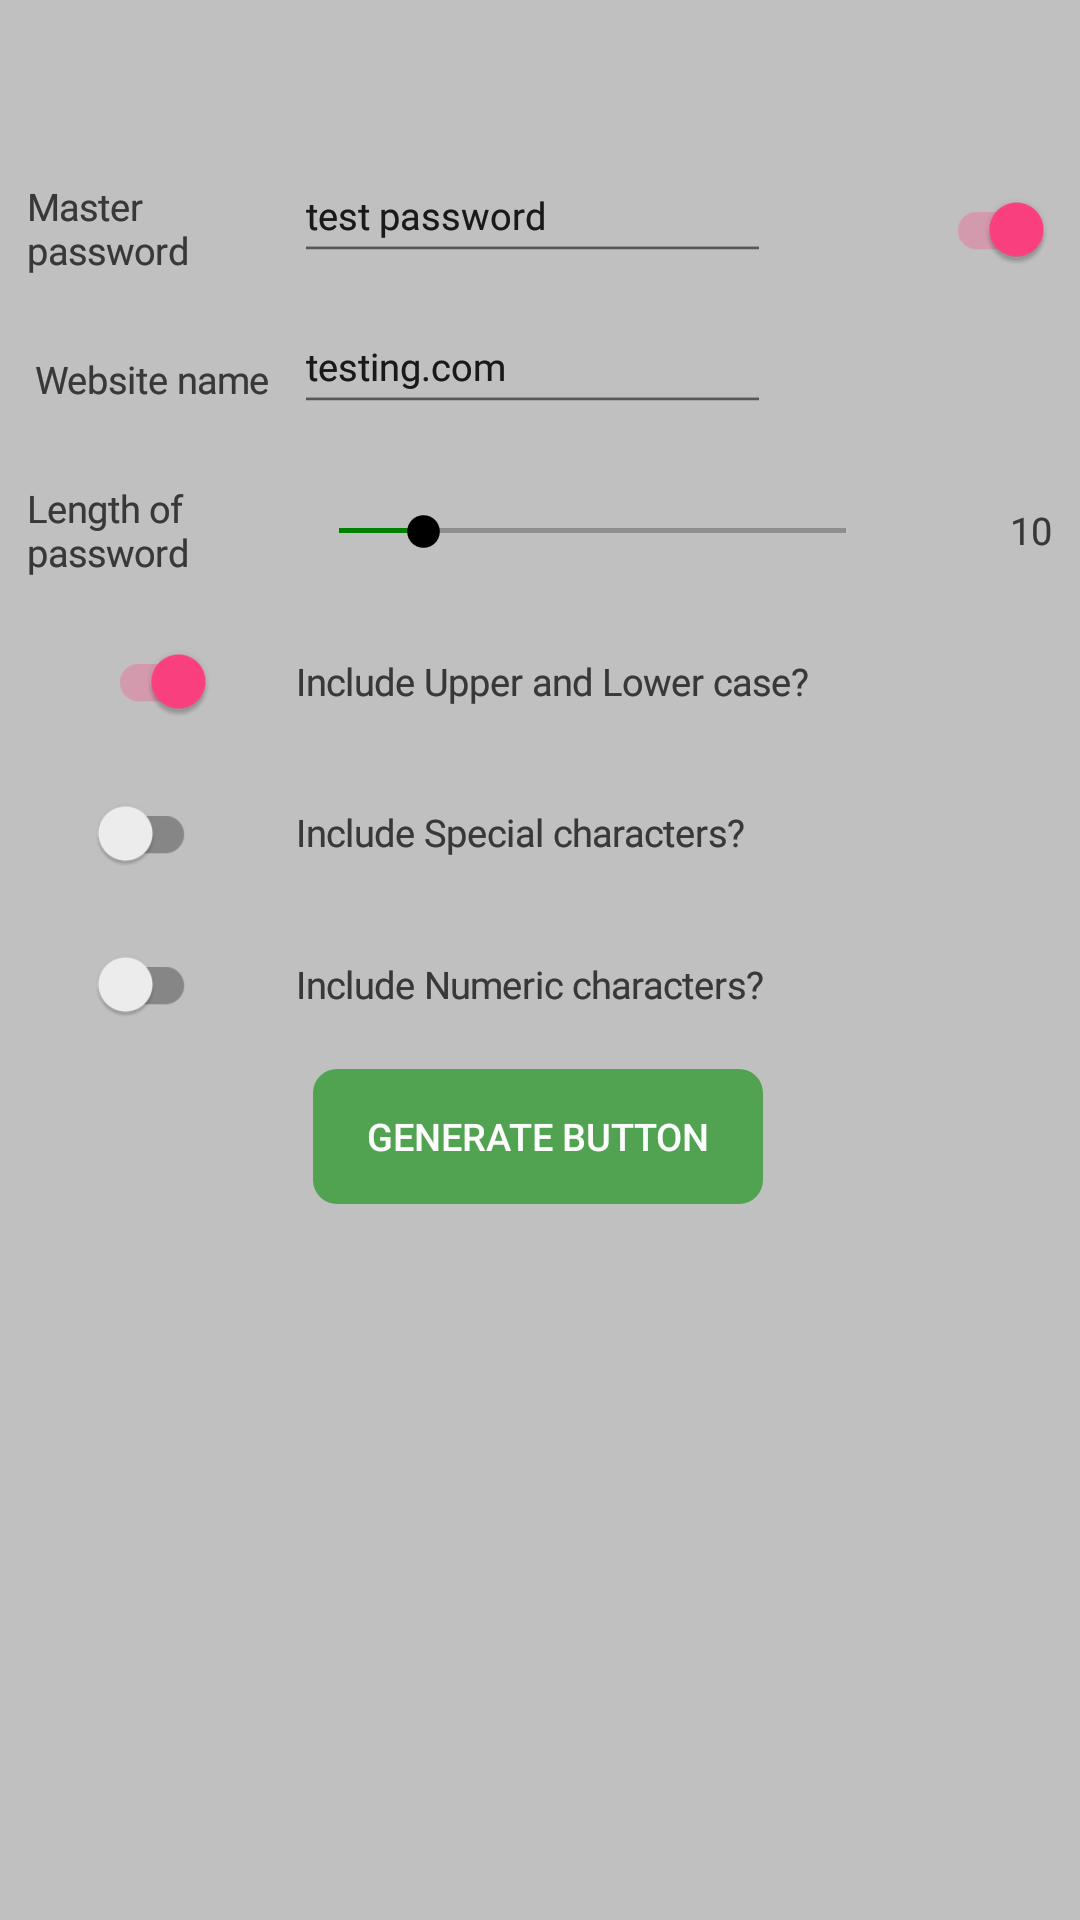 Master
password
test password
Website name
testing.com
Length of
password
10
Include Upper and Lower case?
Include Special characters?
Include Numeric characters?
GENERATE BUTTON